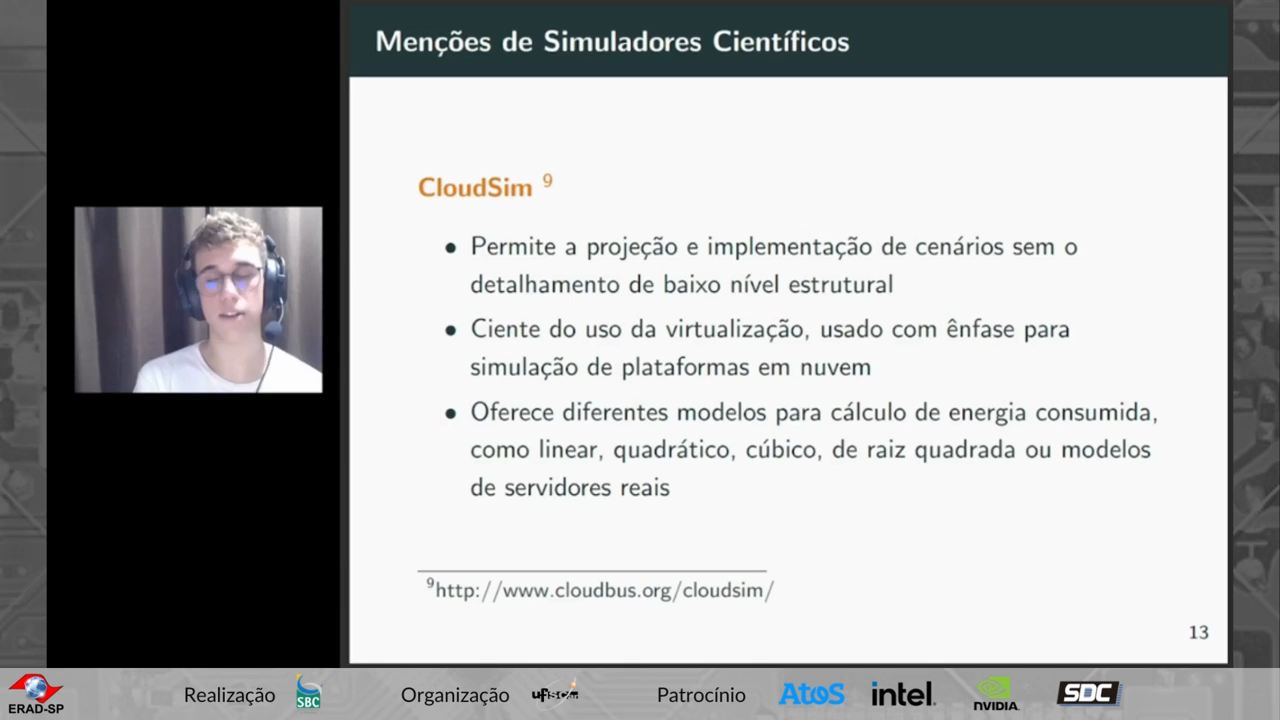 Menções de Simuladores Científicos
CloudSim 9
• Permite a projeção e implementação de cenários sem o
detalhamento de baixo nível estrutural
• Ciente do uso da virtualização, usado com ênfase para
simulação de plataformas em nuvem
• Oferece diferentes modelos para cálculo de energia consumida,
como linear, quadrático, cúbico, de raiz quadrada ou modelos
de servidores reais
9http://www.cloudbus.org/cloudsim/
13
ERAD-SP
Realização
SBC
Organização
ufscar
Patrocínio
Atos
intel.
NVIDIA.
SDC